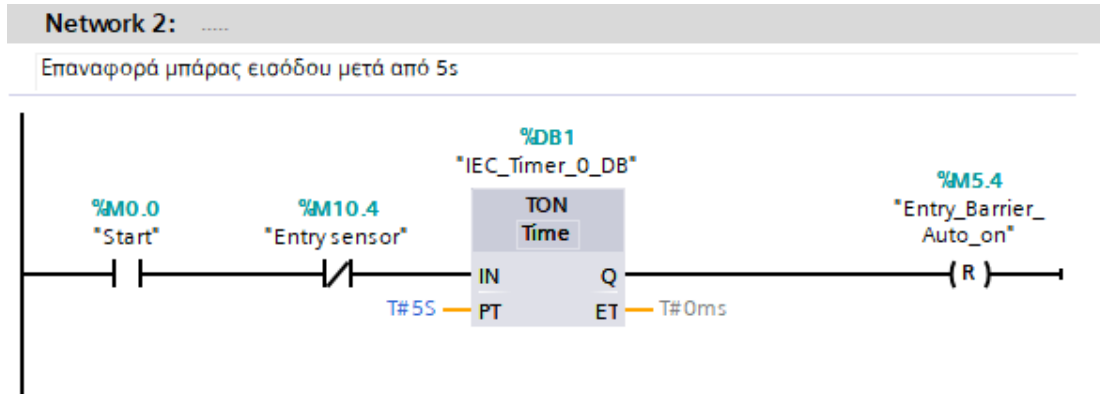 Network 2: .....
Επαναφορά μπάρας εισόδου μετά από 5s
%DB1
"IEC_Timer_0_DB"
%M0.0
"Start"
%M10.4
"Entry sensor"
TON
Time
IN
Q
T#5S
PT
ET
T#0ms
%M5.4
"Entry_Barrier_
Auto_on"
R